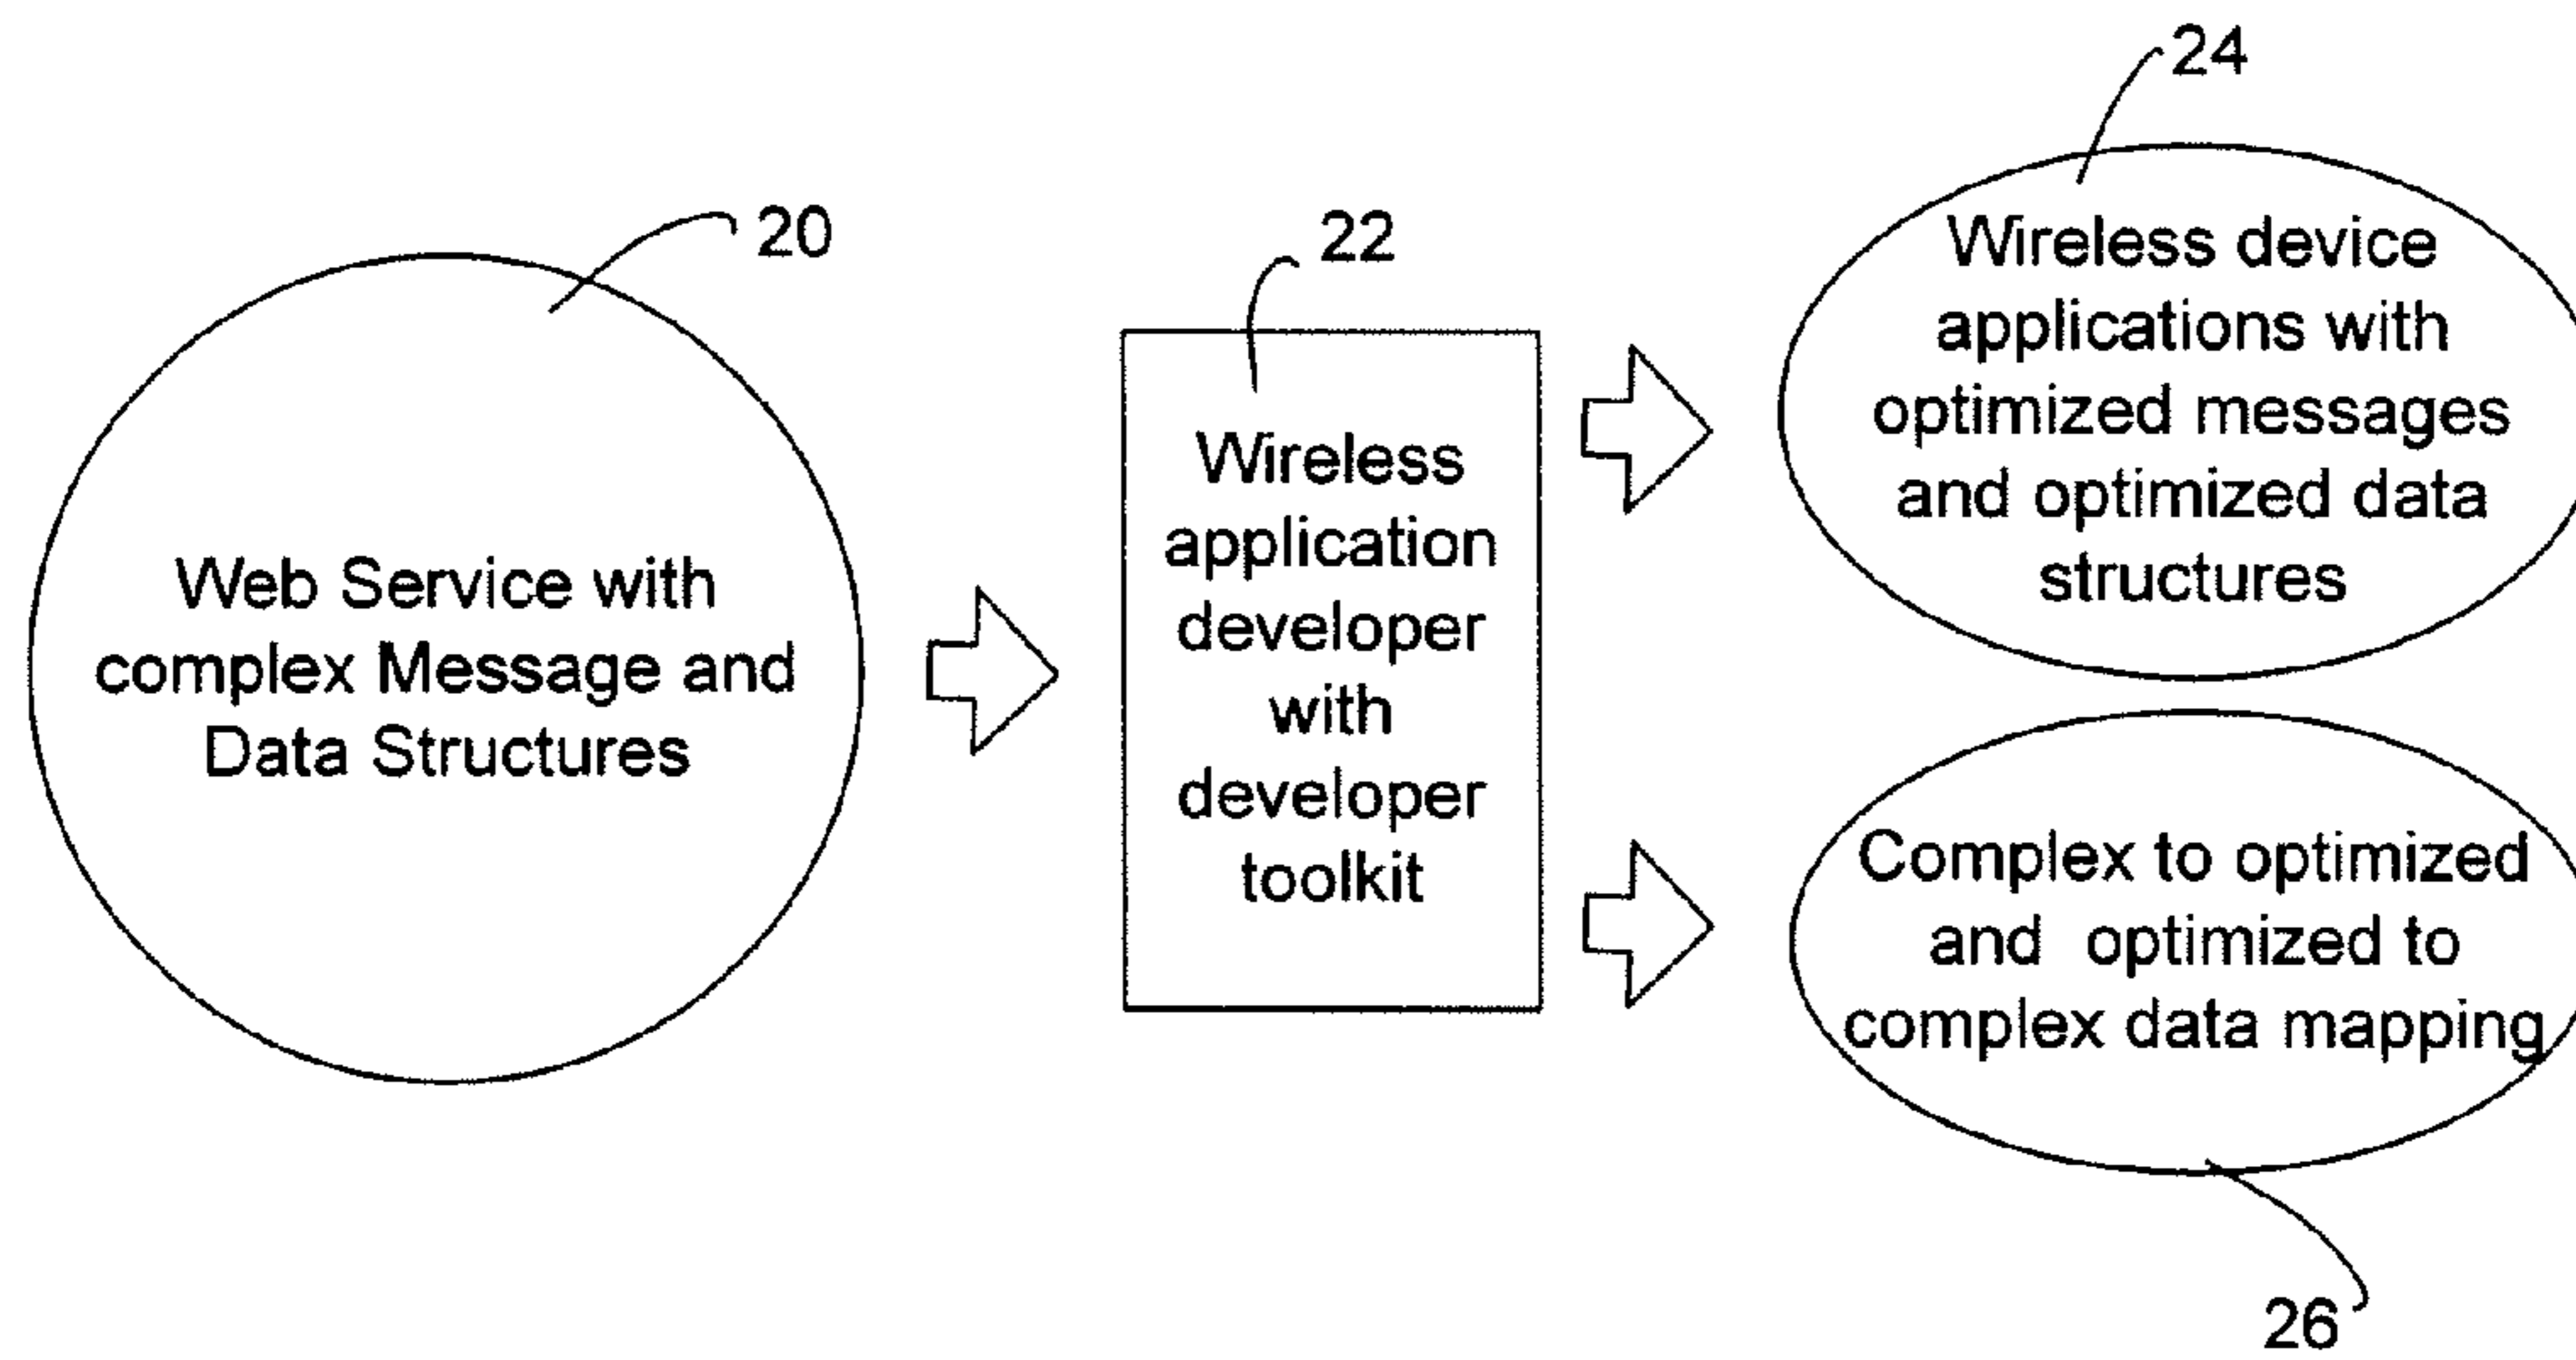 20
Web Service with
complex Message and
Data Structures
22
Wireless
application
developer
with
developer
toolkit
24
Wireless device
applications with
optimized messages
and optimized data
structures
Complex to optimized
and optimized to
complex data mapping
26